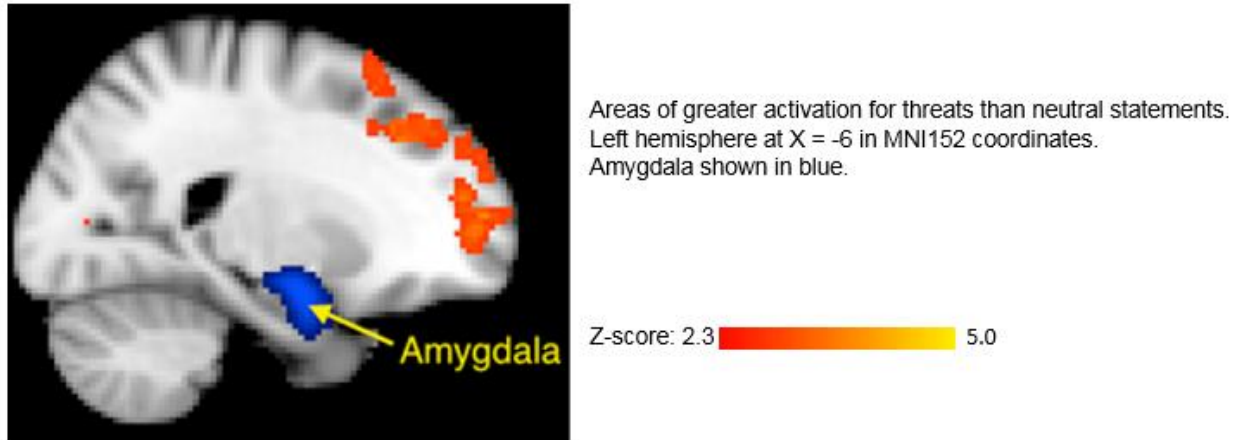 Areas of greater activation for threats than neutral statements.
Left hemisphere at X = -6 in MNI152 coordinates.
Amygdala shown in blue.
Amygdala
Z-score: 2.3 5.0